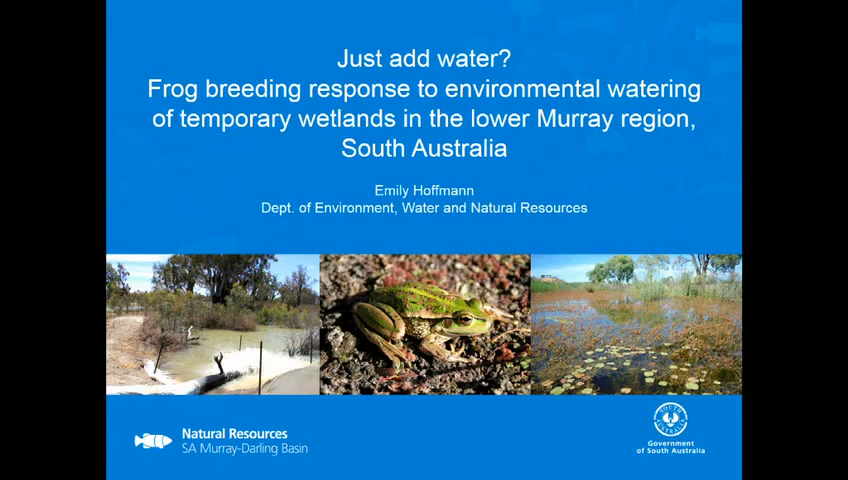 Just add water?
Frog breeding response to environmental watering
of temporary wetlands in the lower Murray region,
South Australia
Emily Hoffmann
Dept. of Environment, Water and Natural Resources
Natural Resources
SA Murray-Darling Basin
SOUTH AUSTRALIA
Government
of South Australia